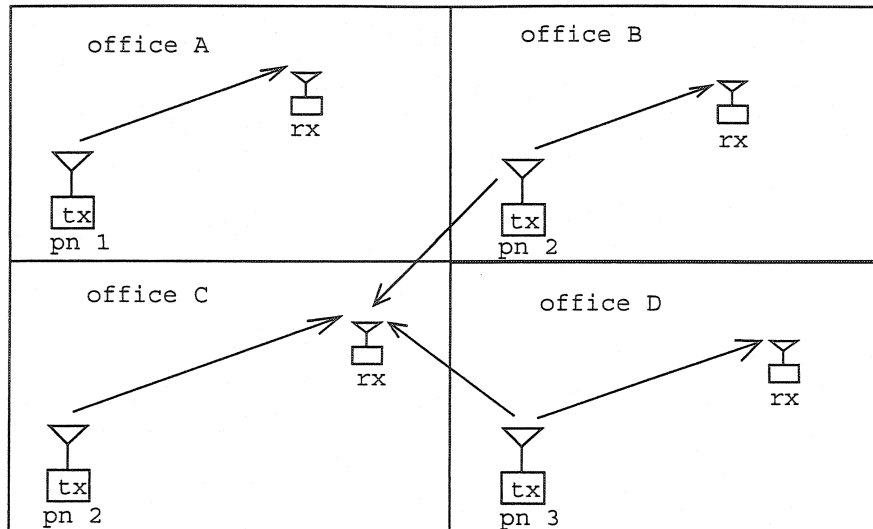 office A
rx
tx
pn 1
office B
rx
tx
pn 2
office C
rx
tx
pn 2
office D
rx
tx
pn 3